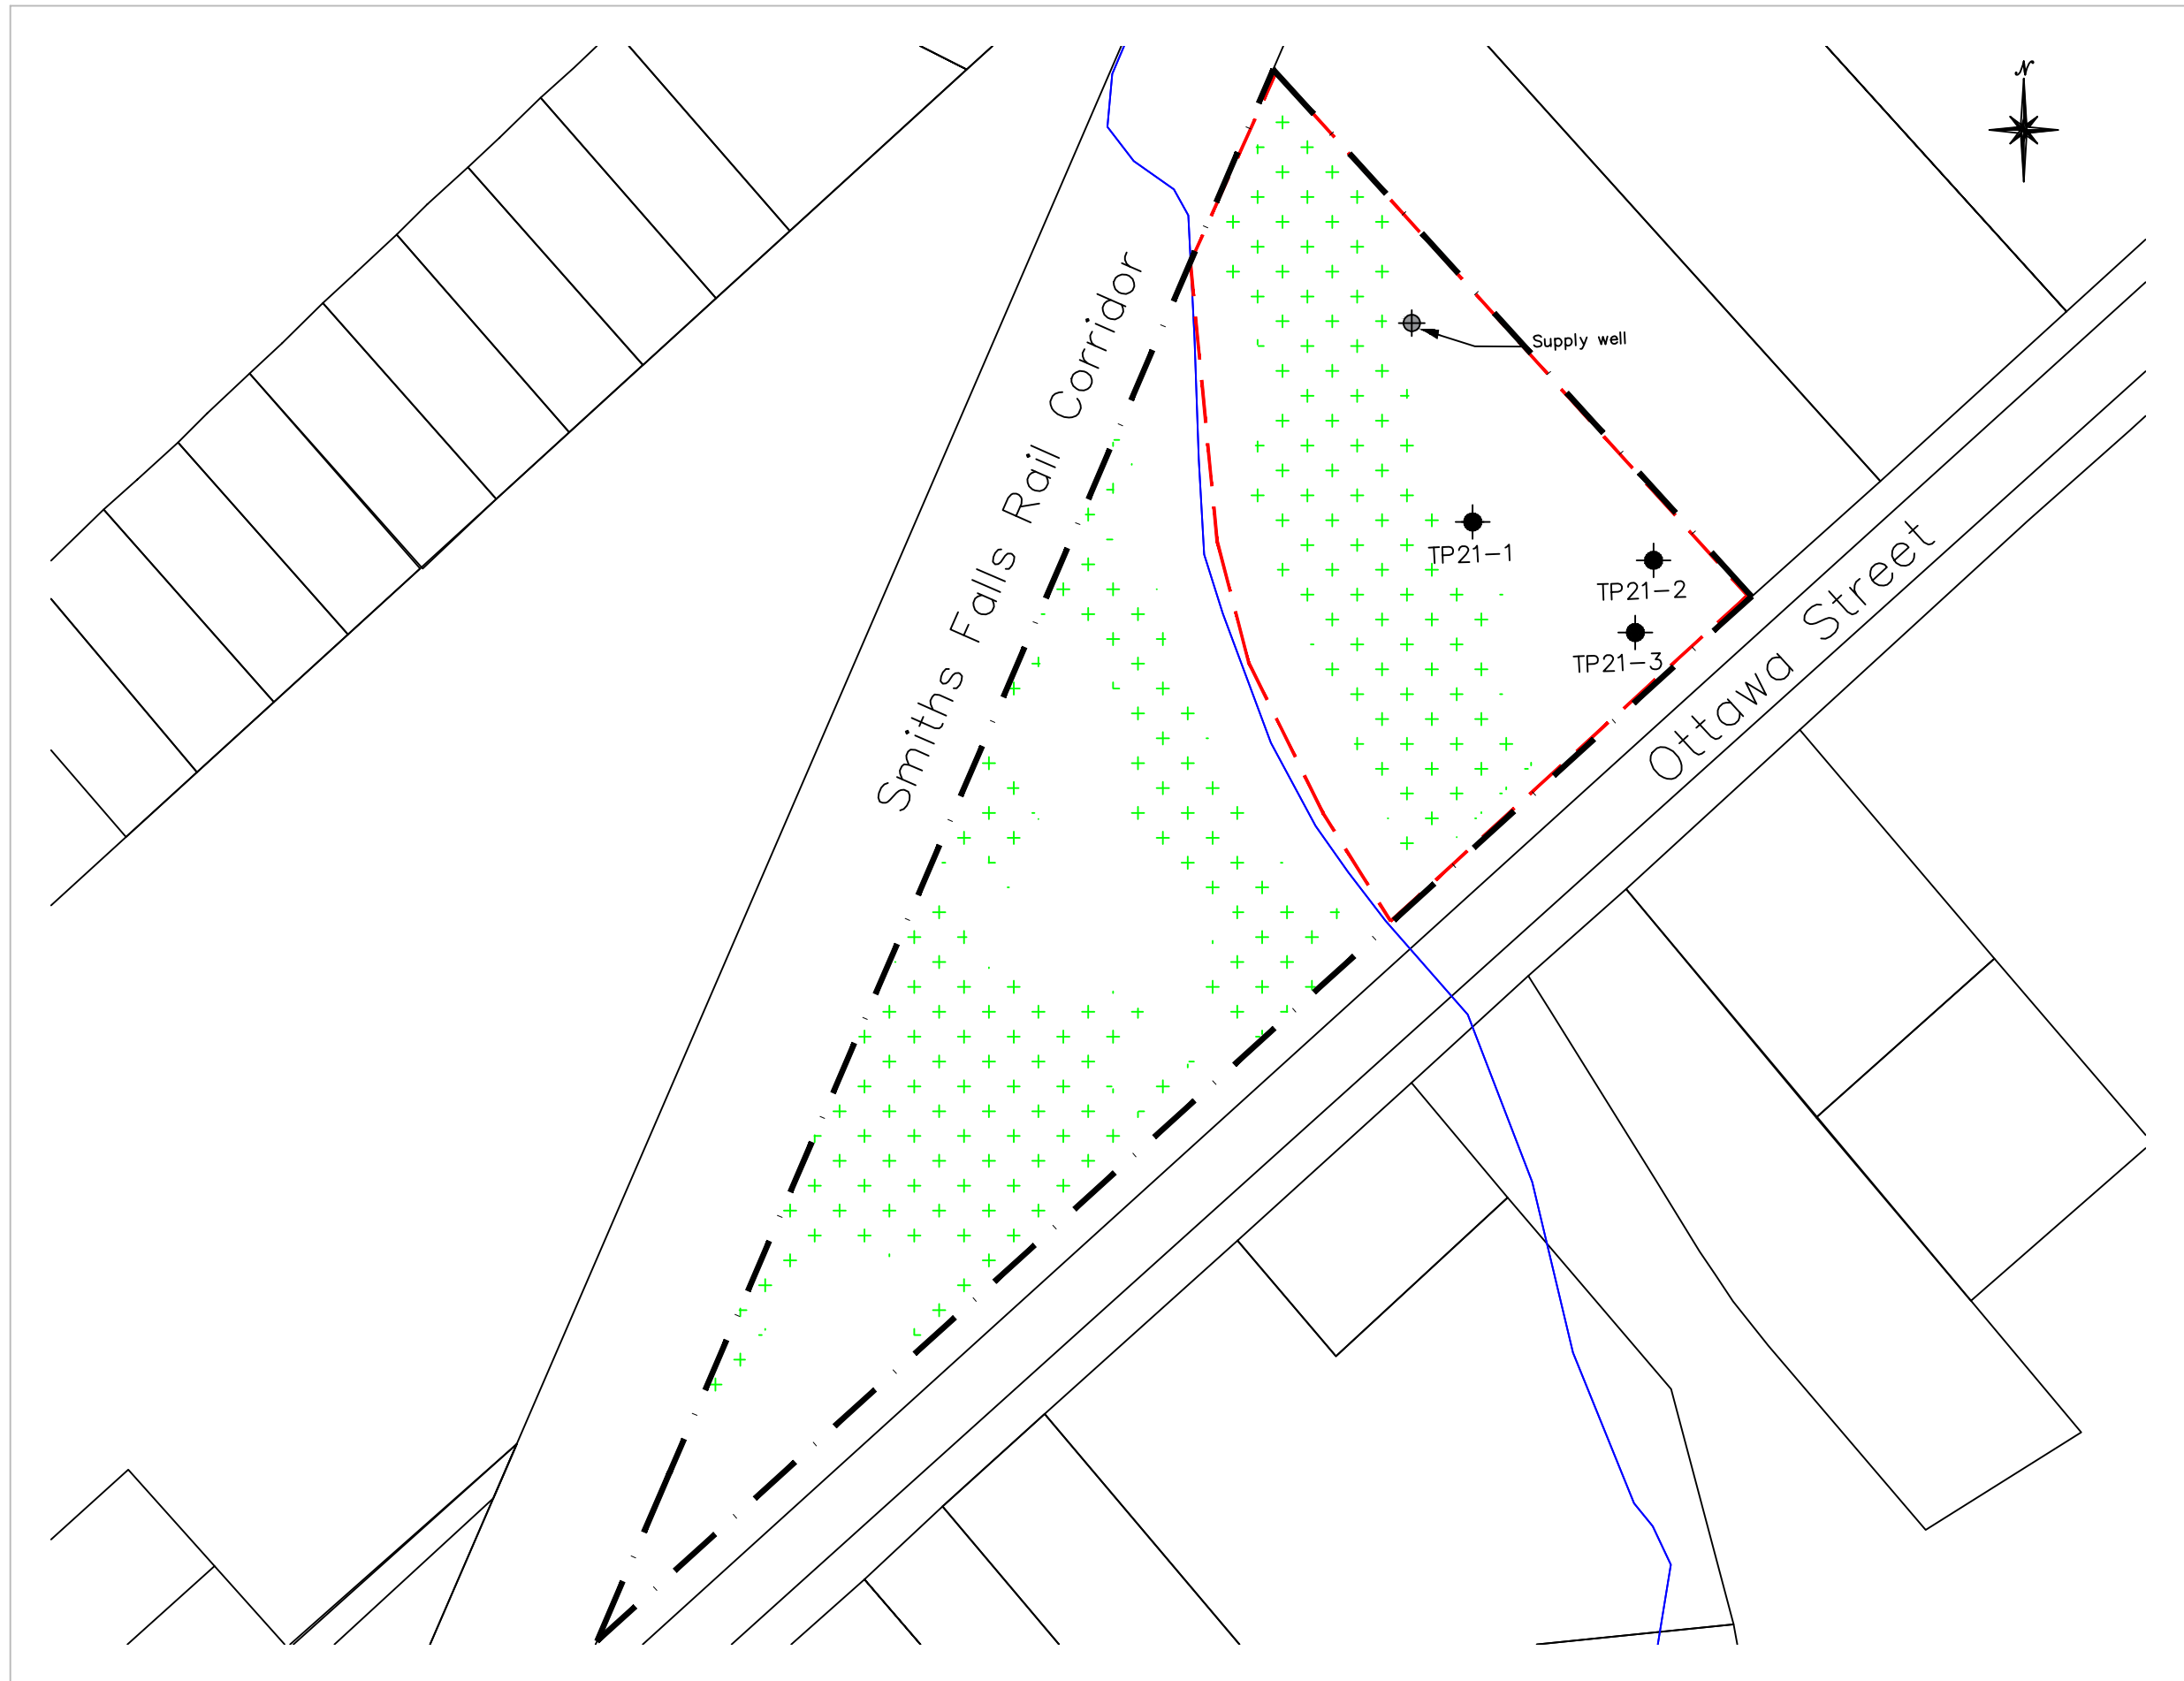 N
Smiths Falls Rail Corridor
Supply well
TP21-1
TP21-2
TP21-3
Ottawa Street